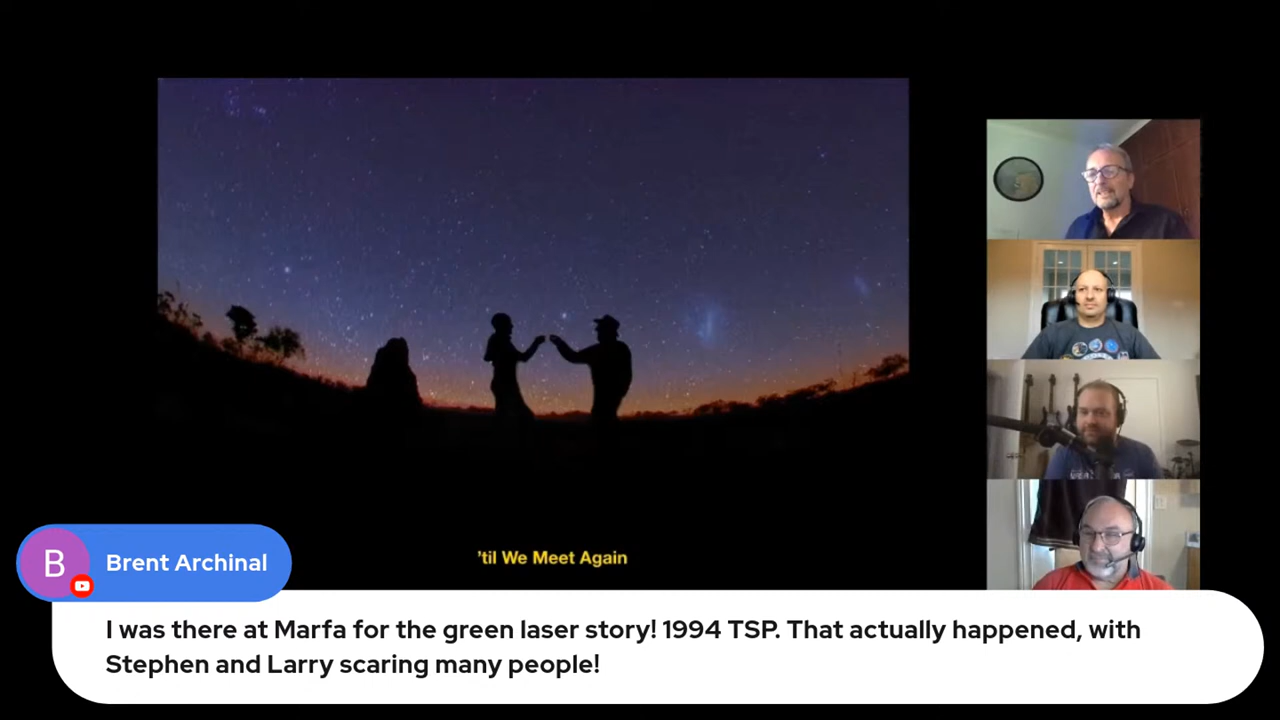 'til We Meet Again
B
Brent Archinal
I was there at Marfa for the green laser story! 1994 TSP. That actually happened, with
Stephen and Larry scaring many people!